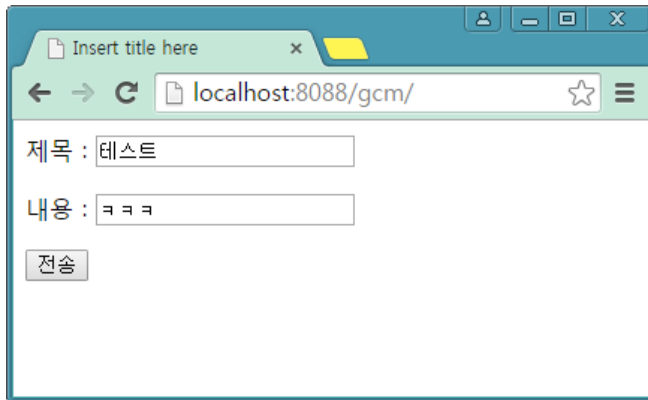 Insert title here
localhost:8088/gcm/
제목 : 테스트
내용 : ㅋㅋㅋ
전송